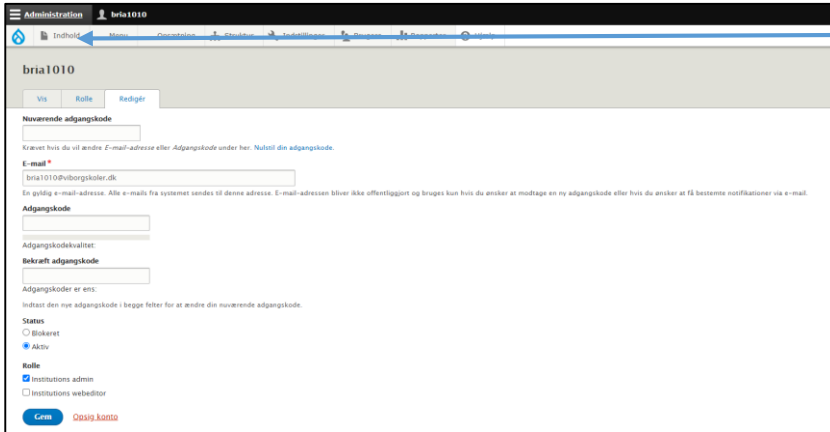 Administration bria1010
Indhold Menu Opsætning Struktur Indstillinger Brugere Rapporter Hjælp
bria1010
Vis Rolle Redigér
Nuværende adgangskode
Krævet hvis du vil ændre E-mail-adresse eller Adgangskode under her. Nulstil din adgangskode.
E-mail *
bria1010@viborgskoler.dk
En gyldig e-mail-adresse. Alle e-mails fra systemet sendes til denne adresse. E-mail-adressen bliver ikke offentliggjort og bruges kun hvis du ønsker at modtage en ny adgangskode eller hvis du ønsker at få bestemte notifikationer via e-mail.
Adgangskode
Adgangskodekvalitet:
Bekræft adgangskode
Adgangskoder er ens:
Indtast den nye adgangskode i begge felter for at ændre din nuværende adgangskode.
Status
Blokeret
Aktiv
Rolle
Institutions admin
Institutions webeditor
Gem Opsig konto